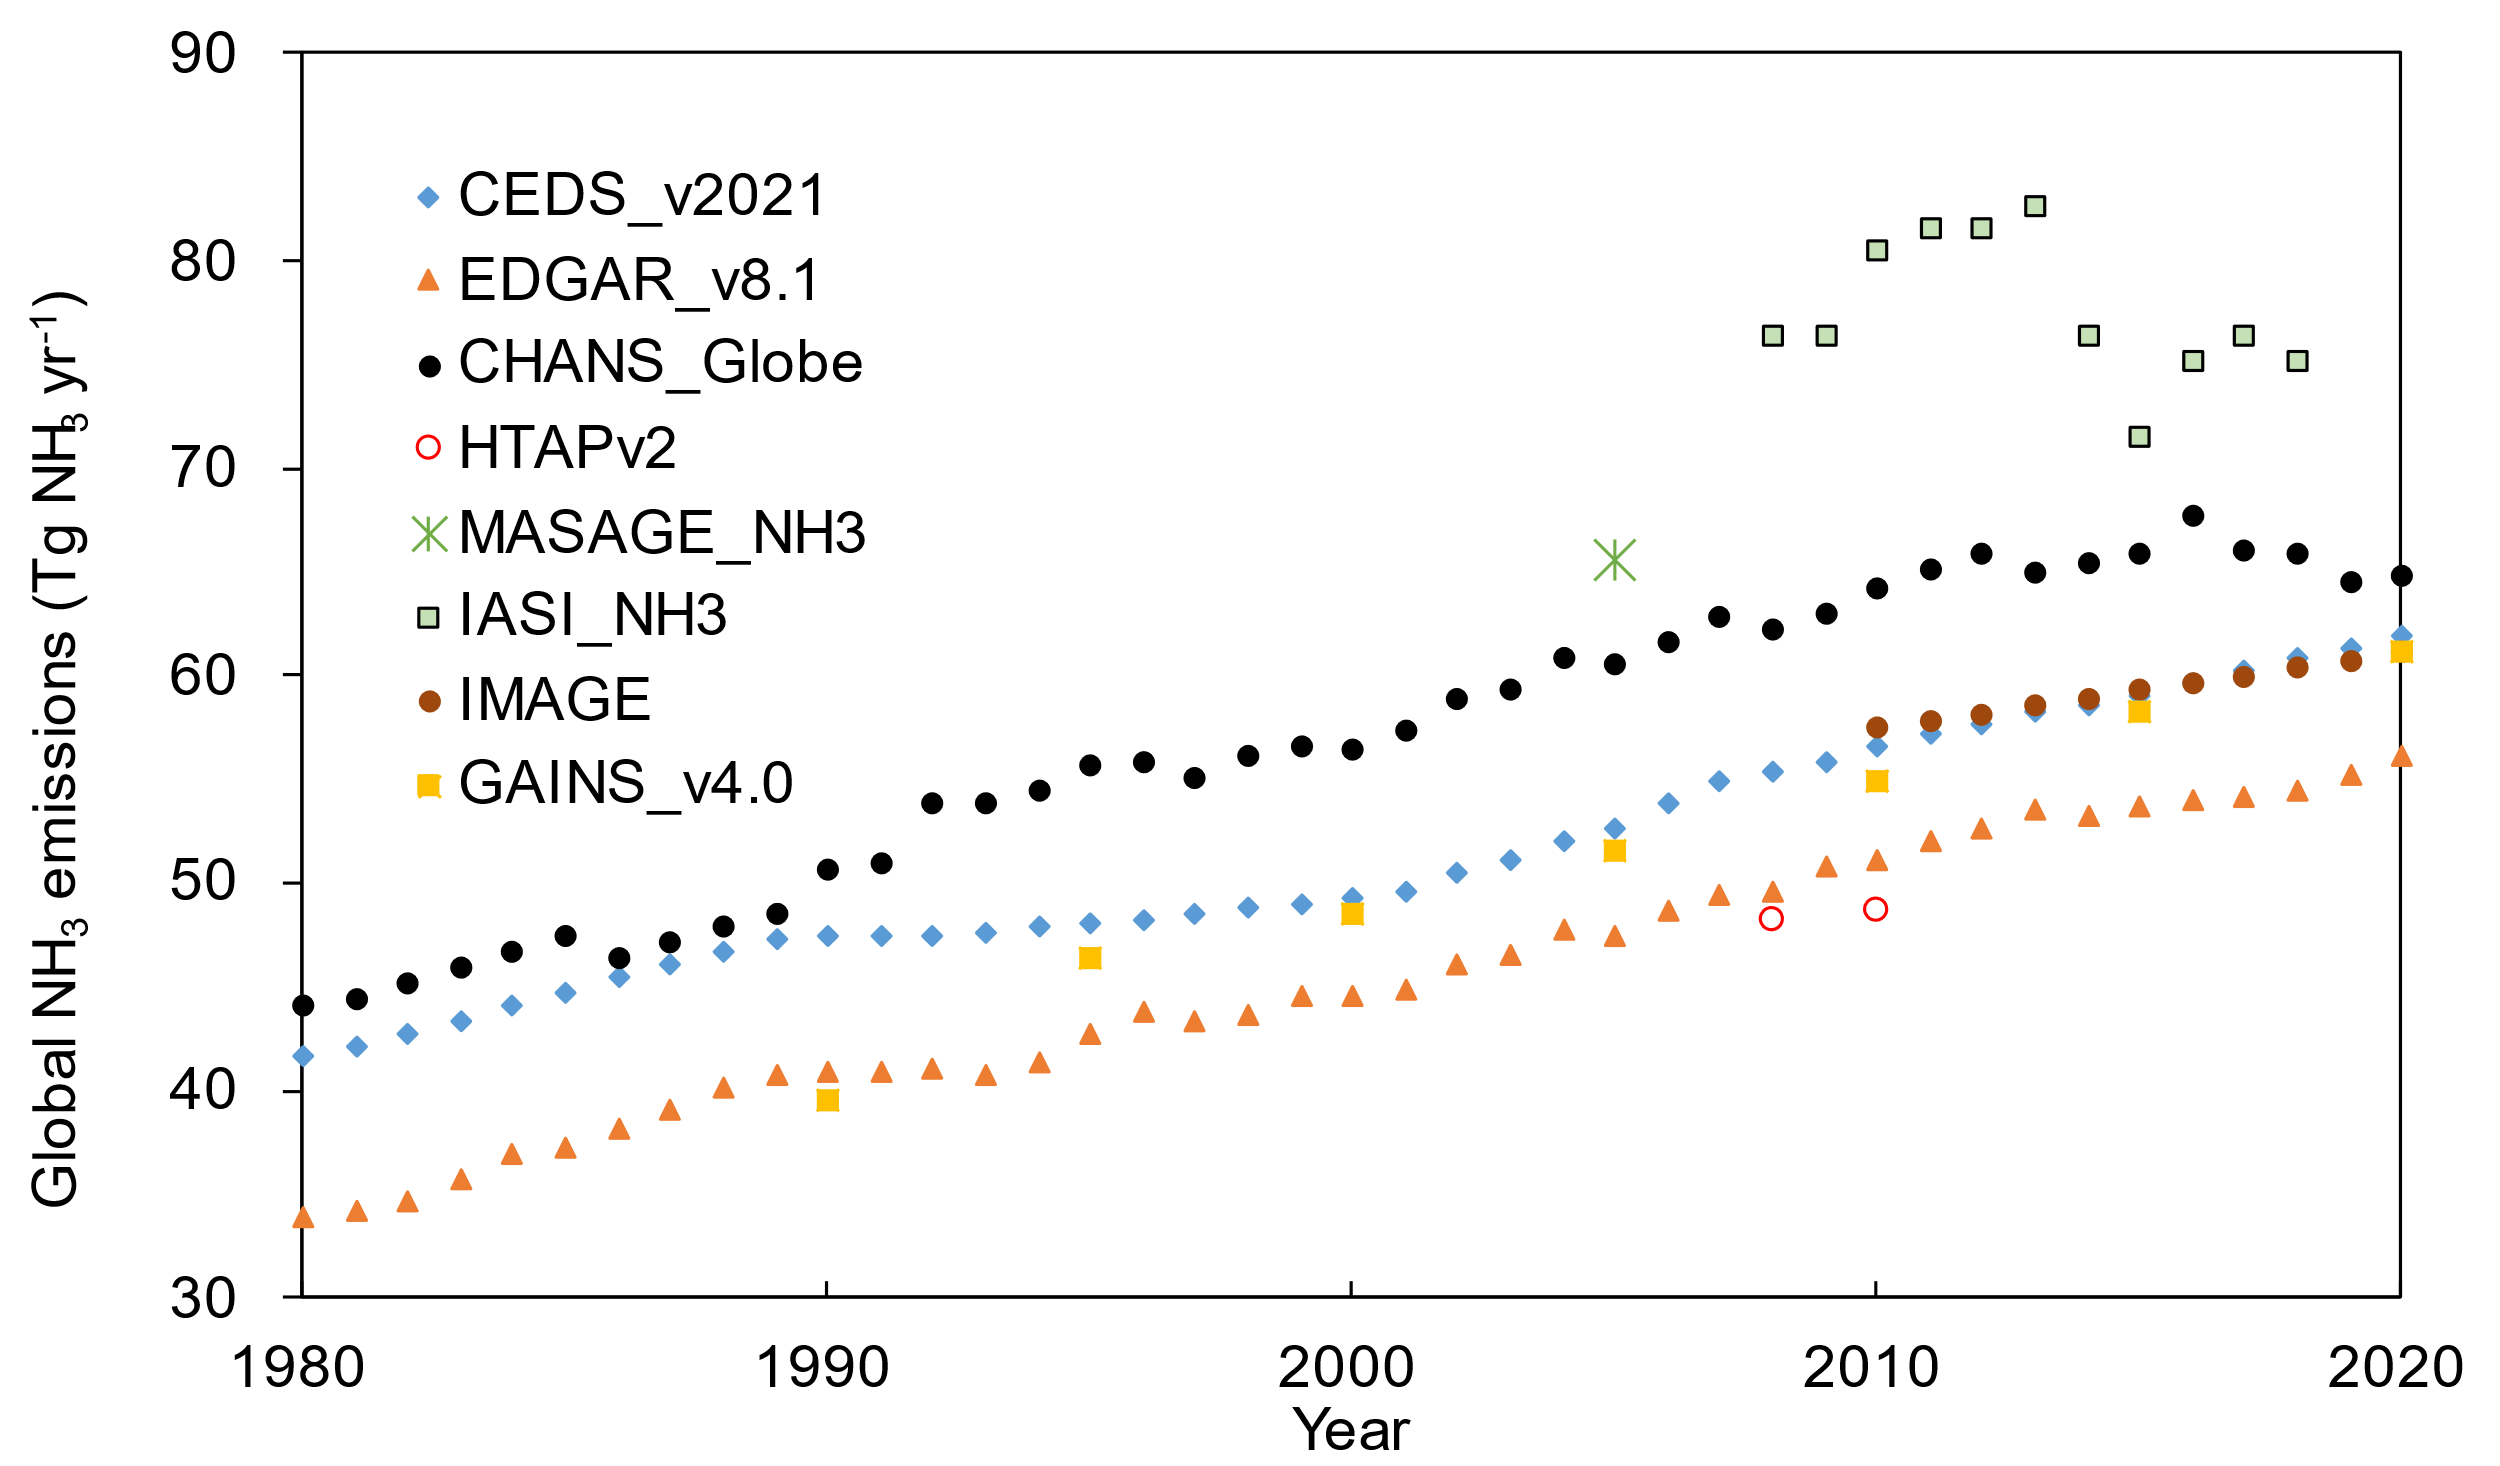 90
80
70
60
50
40
30
Global NH₃ emissions (Tg NH₃ yr⁻¹)
CEDS_v2021
EDGAR_v8.1
CHANS_Globe
HTAPv2
MASAGE_NH3
IASI_NH3
IMAGE
GAINS_v4.0
1980 1990 2000 2010 2020
Year